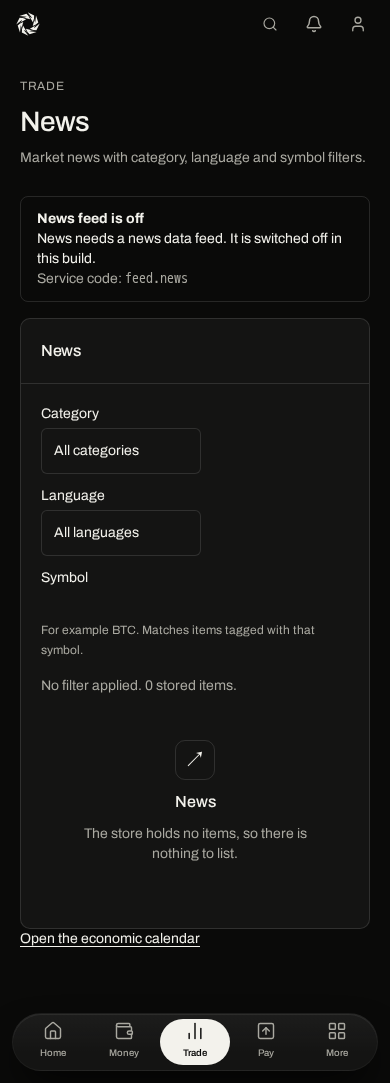 TRADE
News
Market news with category, language and symbol filters.
News feed is off
News needs a news data feed. It is switched off in
this build.
Service code: feed.news
News
Category
All categories
Language
All languages
Symbol
For example BTC. Matches items tagged with that
symbol.
No filter applied. 0 stored items.
News
The store holds no items, so there is
nothing to list.
Open the economic calendar
Home
Money
Trade
Pay
More